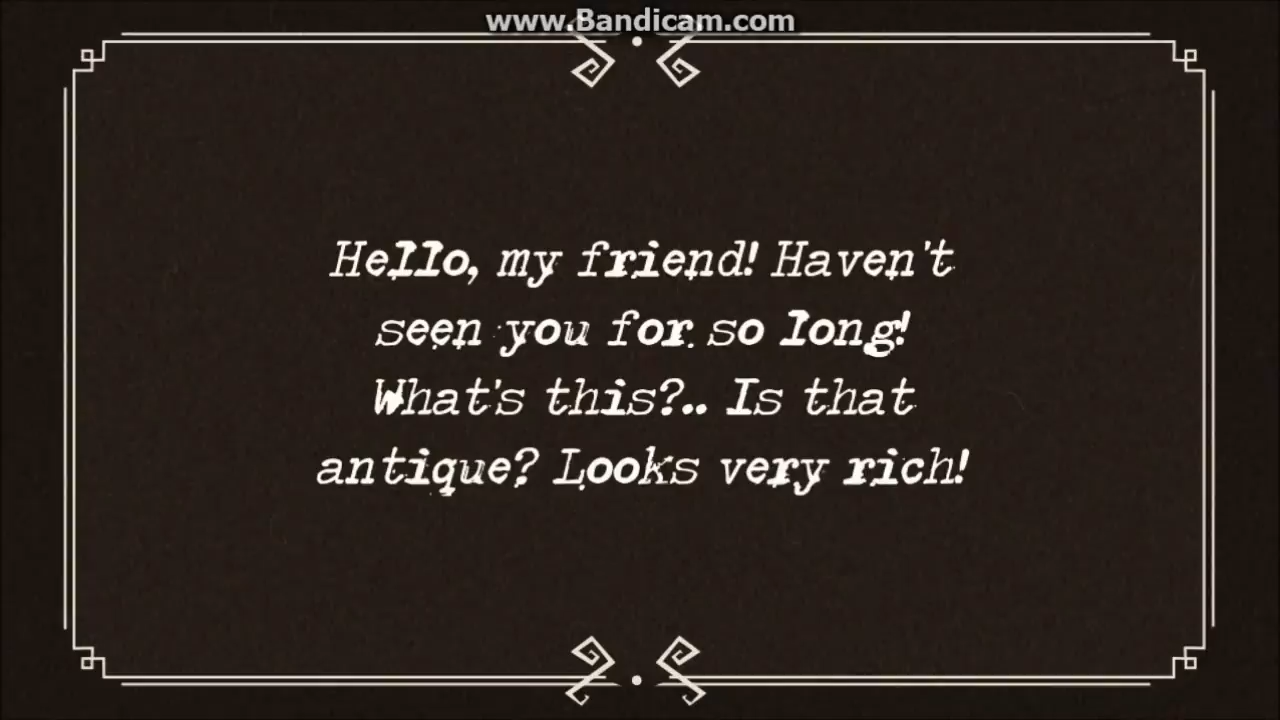 www.Bandicam.com
Hello, my friend! Haven't
seen you for so long!
What's this?.. Is that
antique? Looks very rich!